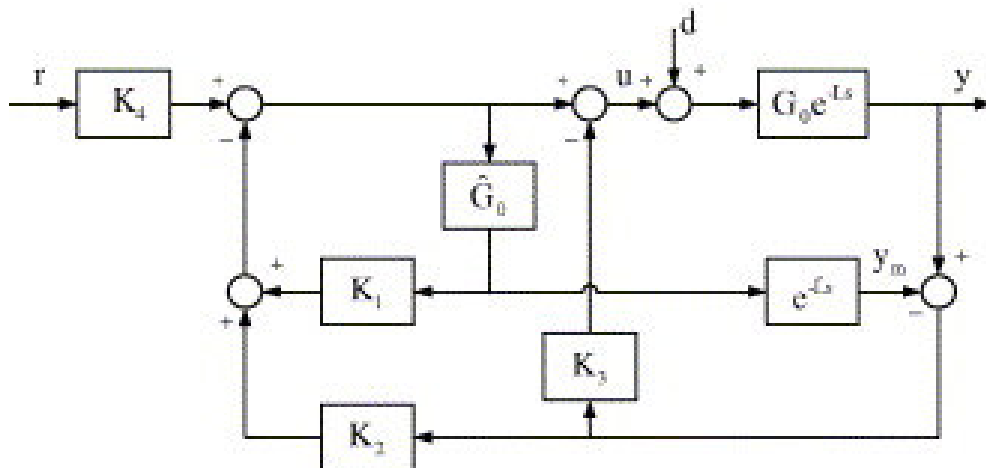 d
r
K₄
+
−
+
−
u
+
+
G₀e⁻ᴸˢ
y
Ĝ₀
+
K₁
+
e⁻ᴸˢ
yₘ
+
−
K₃
K₂